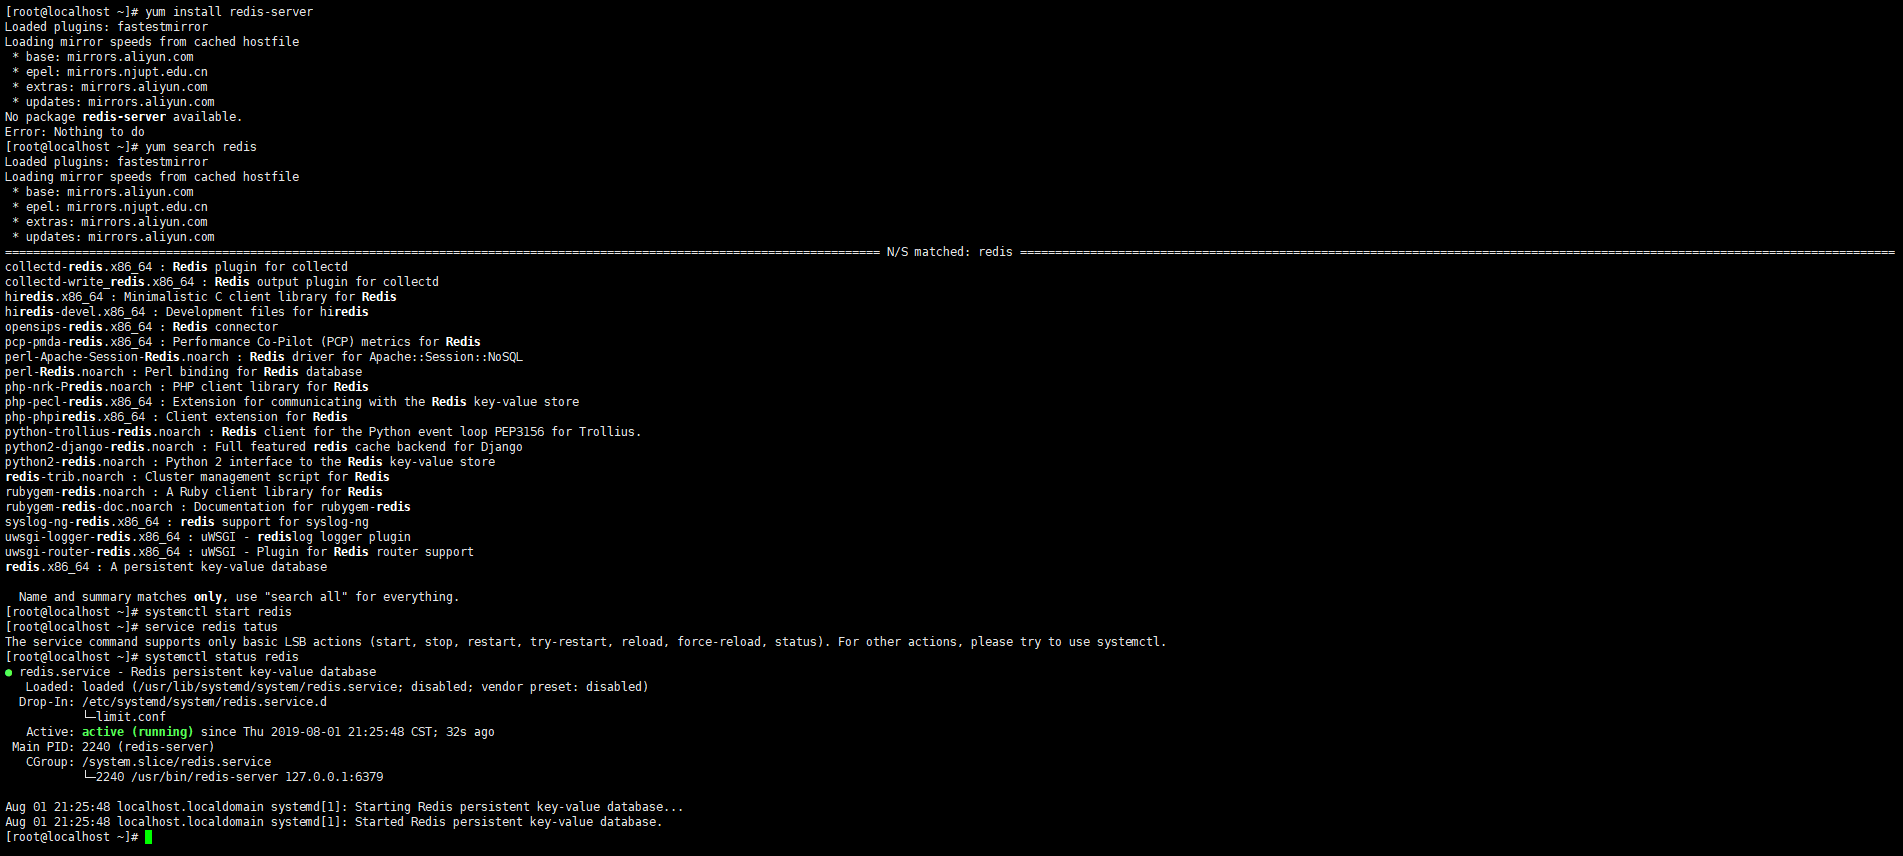 [root@localhost ~]# yum install redis-server
Loaded plugins: fastestmirror
Loading mirror speeds from cached hostfile
 * base: mirrors.aliyun.com
 * epel: mirrors.njupt.edu.cn
 * extras: mirrors.aliyun.com
 * updates: mirrors.aliyun.com
No package redis-server available.
Error: Nothing to do
[root@localhost ~]# yum search redis
Loaded plugins: fastestmirror
Loading mirror speeds from cached hostfile
 * base: mirrors.aliyun.com
 * epel: mirrors.njupt.edu.cn
 * extras: mirrors.aliyun.com
 * updates: mirrors.aliyun.com
============================== N/S matched: redis ==============================
collectd-redis.x86_64 : Redis plugin for collectd
collectd-write_redis.x86_64 : Redis output plugin for collectd
hiredis.x86_64 : Minimalistic C client library for Redis
hiredis-devel.x86_64 : Development files for hiredis
opensips-redis.x86_64 : Redis connector
pcp-pmda-redis.x86_64 : Performance Co-Pilot (PCP) metrics for Redis
perl-Apache-Session-Redis.noarch : Redis driver for Apache::Session::NoSQL
perl-Redis.noarch : Perl binding for Redis database
php-nrk-Predis.noarch : PHP client library for Redis
php-pecl-redis.x86_64 : Extension for communicating with the Redis key-value store
php-phpiredis.x86_64 : Client extension for Redis
python-trollius-redis.noarch : Redis client for the Python event loop PEP3156 for Trollius.
python2-django-redis.noarch : Full featured redis cache backend for Django
python2-redis.noarch : Python 2 interface to the Redis key-value store
redis-trib.noarch : Cluster management script for Redis
rubygem-redis.noarch : A Ruby client library for Redis
rubygem-redis-doc.noarch : Documentation for rubygem-redis
syslog-ng-redis.x86_64 : redis support for syslog-ng
uwsgi-logger-redis.x86_64 : uWSGI - redislog logger plugin
uwsgi-router-redis.x86_64 : uWSGI - Plugin for Redis router support
redis.x86_64 : A persistent key-value database
  Name and summary matches only, use "search all" for everything.
[root@localhost ~]# systemctl start redis
[root@localhost ~]# service redis tatus
The service command supports only basic LSB actions (start, stop, restart, try-restart, reload, force-reload, status). For other actions, please try to use systemctl.
[root@localhost ~]# systemctl status redis
● redis.service - Redis persistent key-value database
   Loaded: loaded (/usr/lib/systemd/system/redis.service; disabled; vendor preset: disabled)
  Drop-In: /etc/systemd/system/redis.service.d
           └─limit.conf
   Active: active (running) since Thu 2019-08-01 21:25:48 CST; 32s ago
 Main PID: 2240 (redis-server)
   CGroup: /system.slice/redis.service
           └─2240 /usr/bin/redis-server 127.0.0.1:6379
Aug 01 21:25:48 localhost.localdomain systemd[1]: Starting Redis persistent key-value database...
Aug 01 21:25:48 localhost.localdomain systemd[1]: Started Redis persistent key-value database.
[root@localhost ~]#